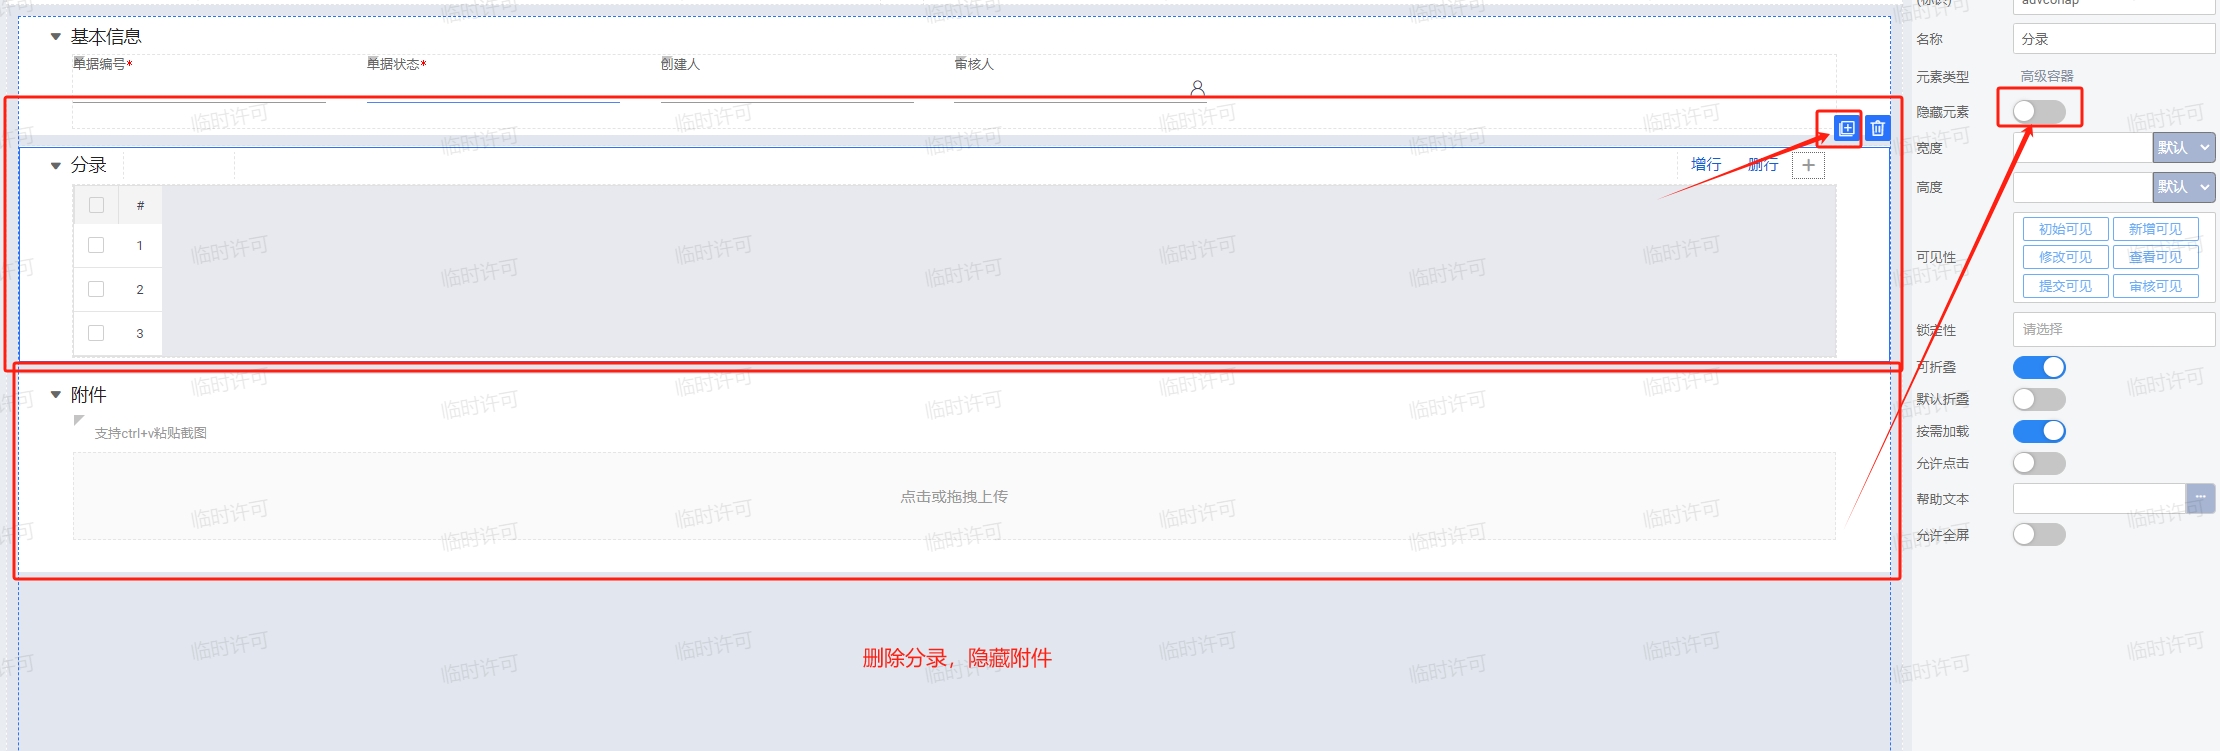 基本信息
单据编号*
单据状态*
创建人
审核人
分录
增行
删行
#
1
2
3
附件
支持ctrl+v粘贴截图
点击或拖拽上传
删除分录，隐藏附件
(标识)
advconap
名称
分录
元素类型
高级容器
隐藏元素
宽度
默认
高度
默认
可见性
初始可见
新增可见
修改可见
查看可见
提交可见
审核可见
锁定性
请选择
可折叠
默认折叠
按需加载
允许点击
帮助文本
...
允许全屏
临时许可